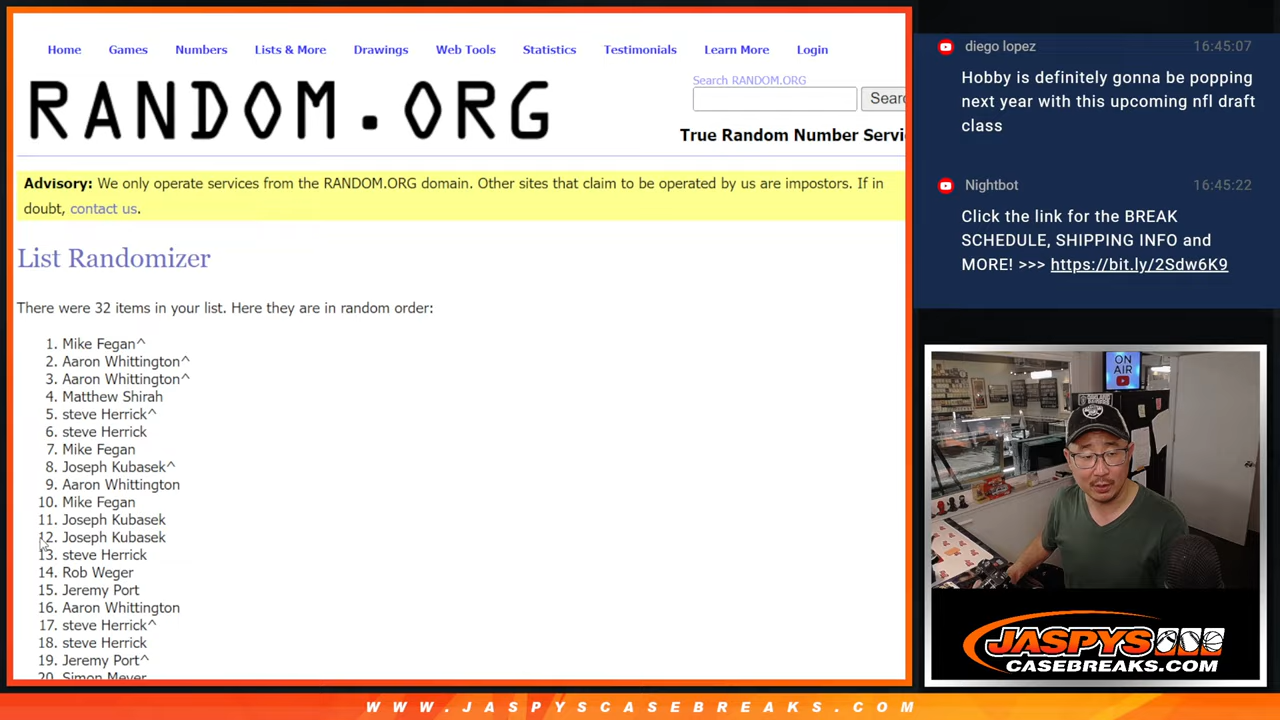 Home Games Numbers Lists & More Drawings Web Tools Statistics Testimonials Learn More Login
RANDOM.ORG
Search RANDOM.ORG
Searc
True Random Number Servi
Advisory: We only operate services from the RANDOM.ORG domain. Other sites that claim to be operated by us are impostors. If in
doubt, contact us.
List Randomizer
There were 32 items in your list. Here they are in random order:
1. Mike Fegan^
2. Aaron Whittington^
3. Aaron Whittington^
4. Matthew Shirah
5. steve Herrick^
6. steve Herrick
7. Mike Fegan
8. Joseph Kubasek^
9. Aaron Whittington
10. Mike Fegan
11. Joseph Kubasek
12. Joseph Kubasek
13. steve Herrick
14. Rob Weger
15. Jeremy Port
16. Aaron Whittington
17. steve Herrick^
18. steve Herrick
19. Jeremy Port^
20. Simon Meyer
diego lopez 16:45:07
Hobby is definitely gonna be popping
next year with this upcoming nfl draft
class
Nightbot 16:45:22
Click the link for the BREAK
SCHEDULE, SHIPPING INFO and
MORE! >>> https://bit.ly/2Sdw6K9
ON
AIR
JASPYS
CASEBREAKS.COM
WWW.JASPYSCASEBREAKS.COM